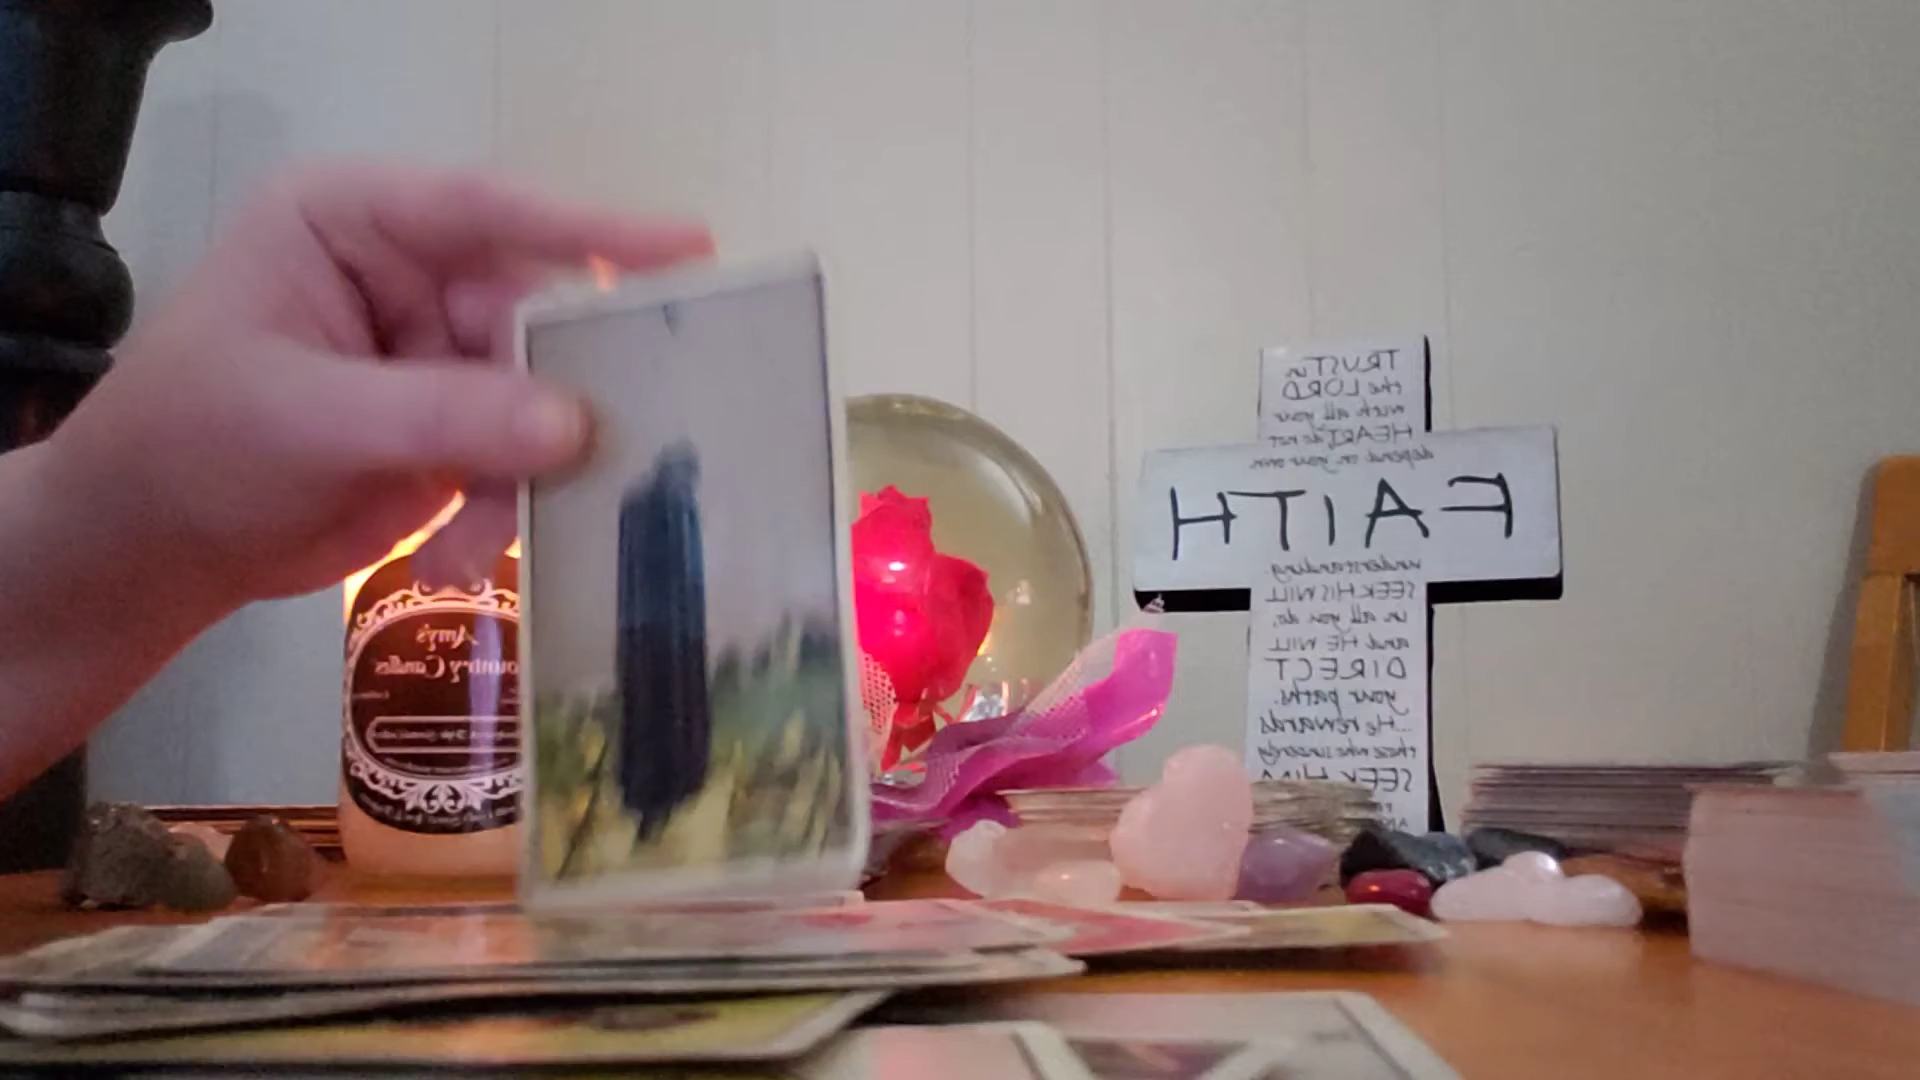 Amy's
Country Candles
TRUST in
the LORD
with all your
HEART; do not
depend on your own
FAITH
understanding
SEEK HIS WILL
in all you do,
and HE WILL
DIRECT
your paths.
...He rewards
those who sincerely
SEEK HIM